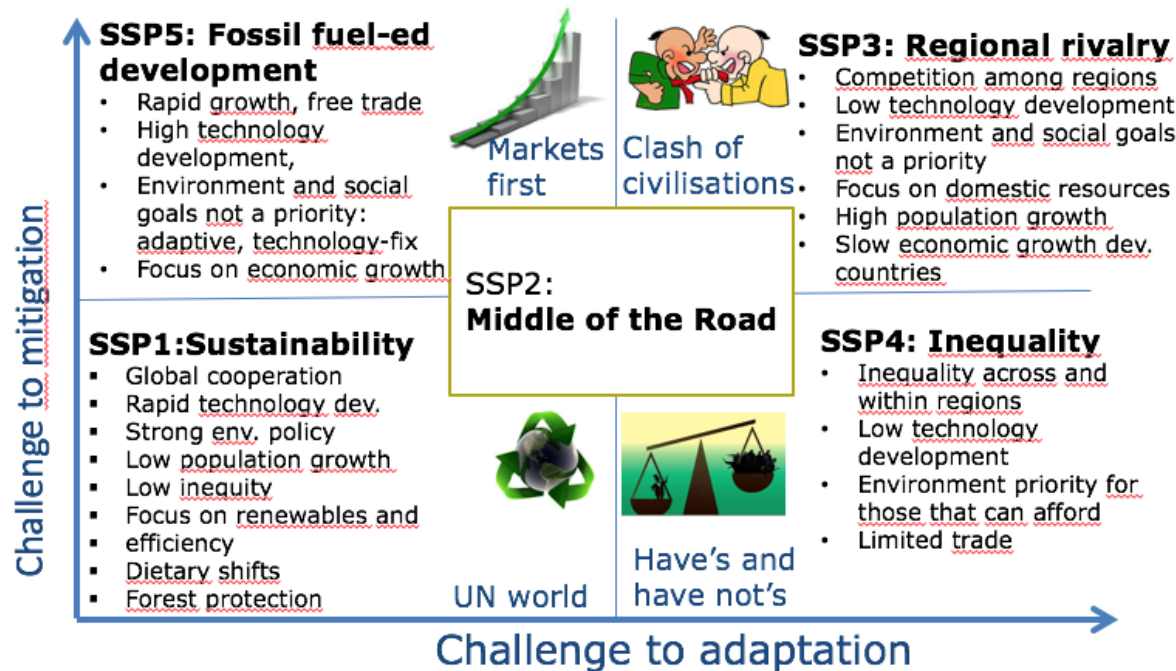 SSP5: Fossil fuel-ed
development
• Rapid growth, free trade
• High technology
development,
• Environment and social
goals not a priority:
adaptive, technology-fix
• Focus on economic growth
Markets
first
Clash of
civilisations
SSP3: Regional rivalry
• Competition among regions
• Low technology development
• Environment and social goals
not a priority
• Focus on domestic resources
• High population growth
• Slow economic growth dev.
countries
SSP2:
Middle of the Road
SSP1:Sustainability
▪ Global cooperation
▪ Rapid technology dev.
▪ Strong env. policy
▪ Low population growth
▪ Low inequity
▪ Focus on renewables and
▪ efficiency
▪ Dietary shifts
▪ Forest protection
UN world
Have's and
have not's
SSP4: Inequality
• Inequality across and
within regions
• Low technology
development
• Environment priority for
those that can afford
• Limited trade
Challenge to mitigation
Challenge to adaptation